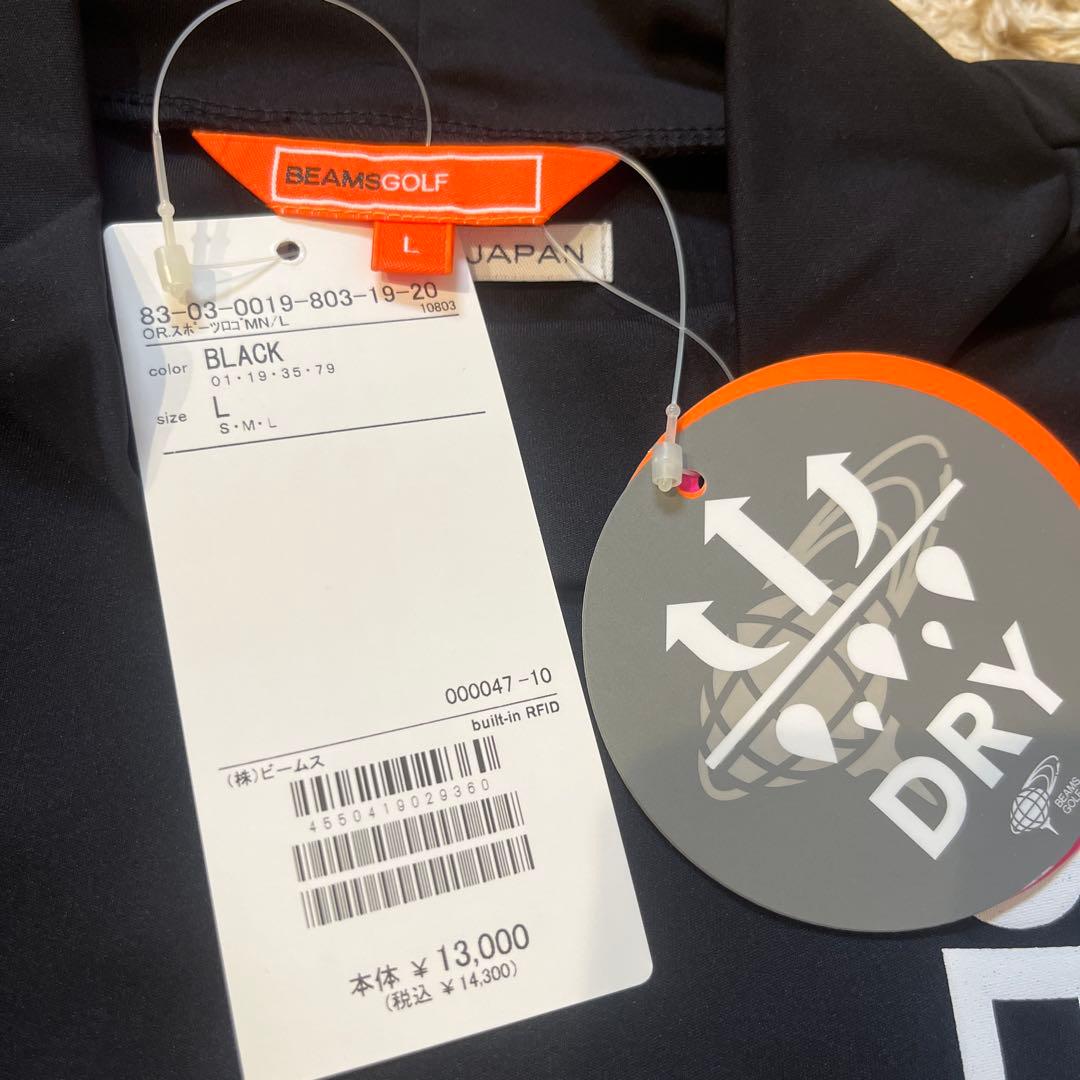 BEAMSGOLF
L
JAPAN
83-03-0019-803-19-20
10803
OR.スポーツロゴMN/L
color BLACK
01・19・35・79
size L
S・M・L
000047-10
built-in RFID
(株)ビームス
4550419029360
本体 ¥ 13,000
(税込 ¥14,300)
DRY
BEAMS
GOLF